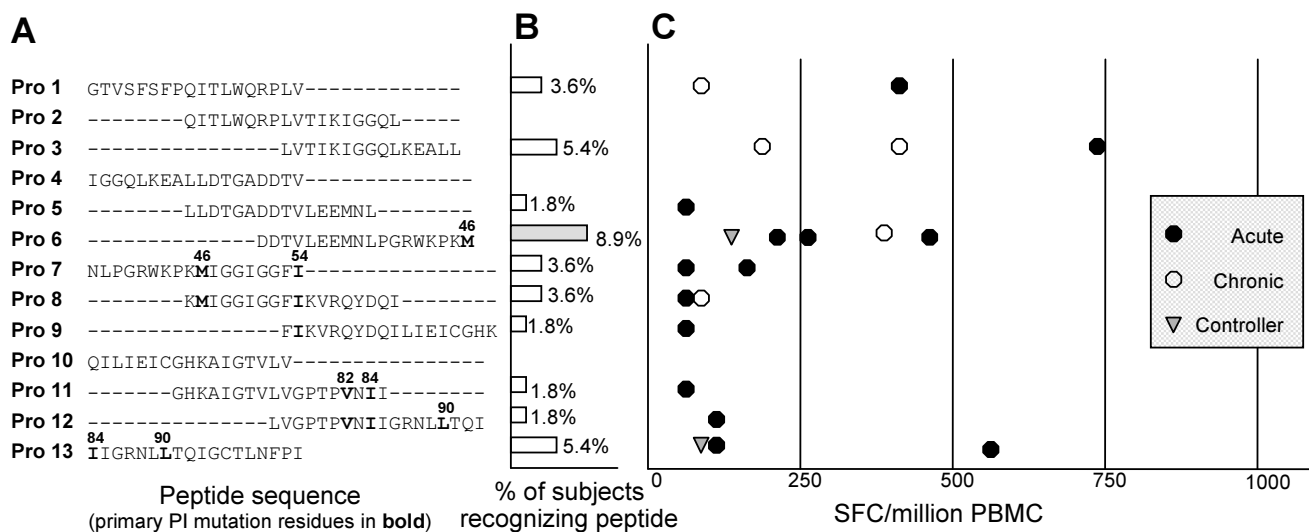 A
B
C
Pro 1 GTVSFSFPQITLWQRPLV------------- 3.6%
Pro 2 --------QITLWQRPLVTIKIGGQL-----
Pro 3 ----------------LVTIKIGGQLKEALL 5.4%
Pro 4 IGGQLKEALLDTGADDTV--------------
Pro 5 --------LLDTGADDTVLEEMNL-------- 1.8%
46
Pro 6 --------------DDTVLEEMNLPGRWKPKM 8.9%
46 54
Pro 7 NLPGRWKPKMIGGIGGFI---------------- 3.6%
Pro 8 --------KMIGGIGGFIKVRQYDQI-------- 3.6%
Pro 9 ----------------FIKVRQYDQILIEICGHK 1.8%
Pro 10 QILIEICGHKAIGTVLV----------------
82 84
Pro 11 -------GHKAIGTVLVGPTPVNII-------- 1.8%
90
Pro 12 ---------------LVGPTPVNIIGRNLLTQI 1.8%
84 90
Pro 13 IIGRNLLTQIGCTLNFPI 5.4%
Acute
Chronic
Controller
0 250 500 750 1000
Peptide sequence
(primary PI mutation residues in bold)
% of subjects
recognizing peptide
SFC/million PBMC